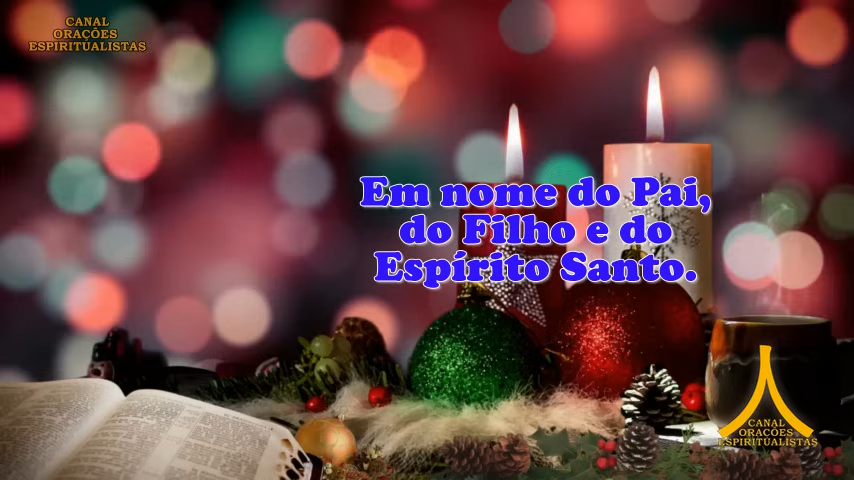 CANAL
ORAÇÕES
ESPIRITUALISTAS
Em nome do Pai,
do Filho e do
Espírito Santo.
CANAL
ORAÇÕES
ESPIRITUALISTAS